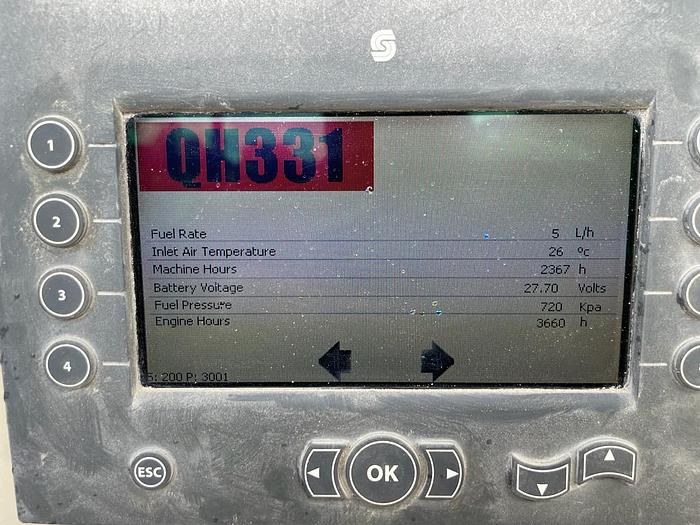 QH331
1
2
3
4
Fuel Rate 5 L/h
Inlet Air Temperature 26 ºc
Machine Hours 2367 h
Battery Voltage 27.70 Volts
Fuel Pressure 720 Kpa
Engine Hours 3660 h
S: 200 P: 3001
ESC
OK